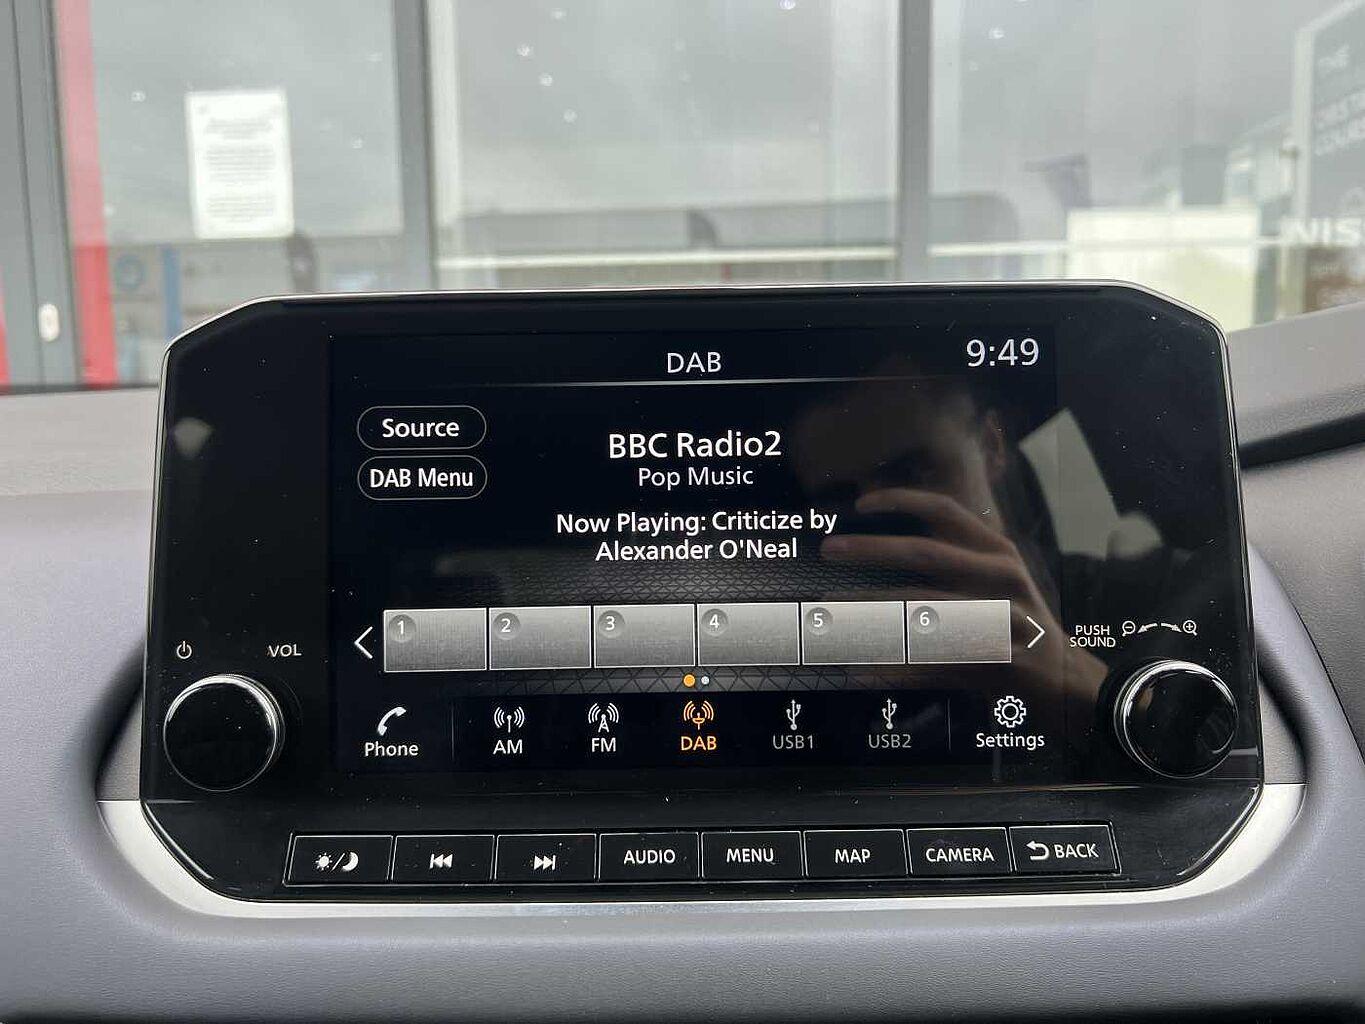 DAB
9:49
Source
DAB Menu
BBC Radio2
Pop Music
Now Playing: Criticize by
Alexander O'Neal
1 2 3 4 5 6
VOL
PUSH
SOUND
Phone
AM
FM
DAB
USB1
USB2
Settings
AUDIO
MENU
MAP
CAMERA
BACK